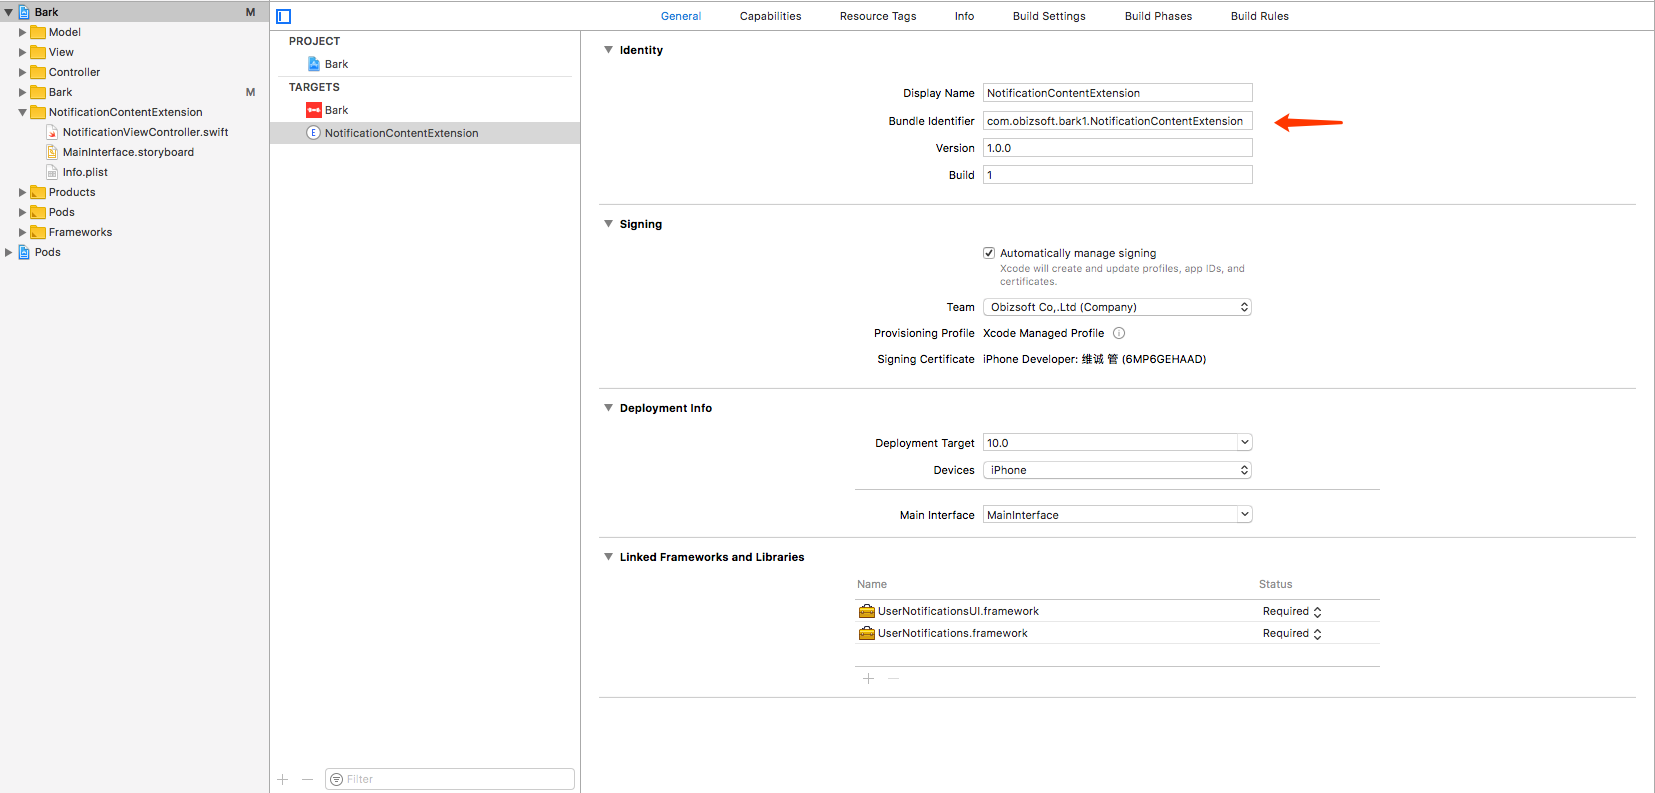 Bark M
Model
View
Controller
Bark M
NotificationContentExtension
NotificationViewController.swift
MainInterface.storyboard
Info.plist
Products
Pods
Frameworks
Pods
General Capabilities Resource Tags Info Build Settings Build Phases Build Rules
PROJECT
Bark
TARGETS
Bark
E NotificationContentExtension
Filter
Identity
Display Name NotificationContentExtension
Bundle Identifier com.obizsoft.bark1.NotificationContentExtension
Version 1.0.0
Build 1
Signing
Automatically manage signing
Xcode will create and update profiles, app IDs, and
certificates.
Team Obizsoft Co,.Ltd (Company)
Provisioning Profile Xcode Managed Profile
Signing Certificate iPhone Developer: 维诚 管 (6MP6GEHAAD)
Deployment Info
Deployment Target 10.0
Devices iPhone
Main Interface MainInterface
Linked Frameworks and Libraries
Name Status
UserNotificationsUI.framework Required
UserNotifications.framework Required